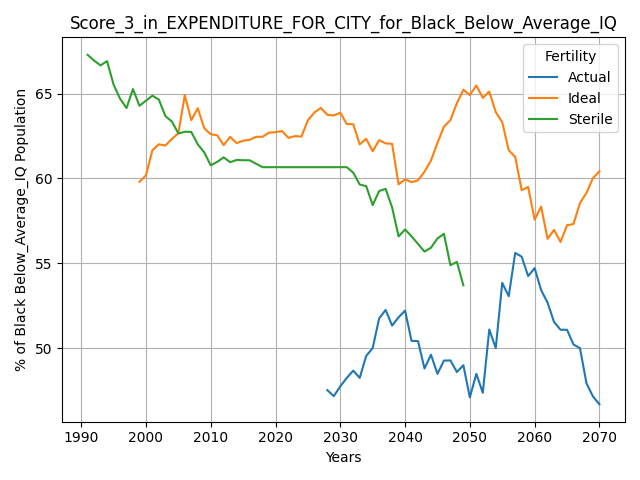 Score_3_in_EXPENDITURE_FOR_CITY_for_Black_Below_Average_IQ
% of Black Below_Average_IQ Population
65
60
55
50
Fertility
Actual
Ideal
Sterile
1990 2000 2010 2020 2030 2040 2050 2060 2070
Years